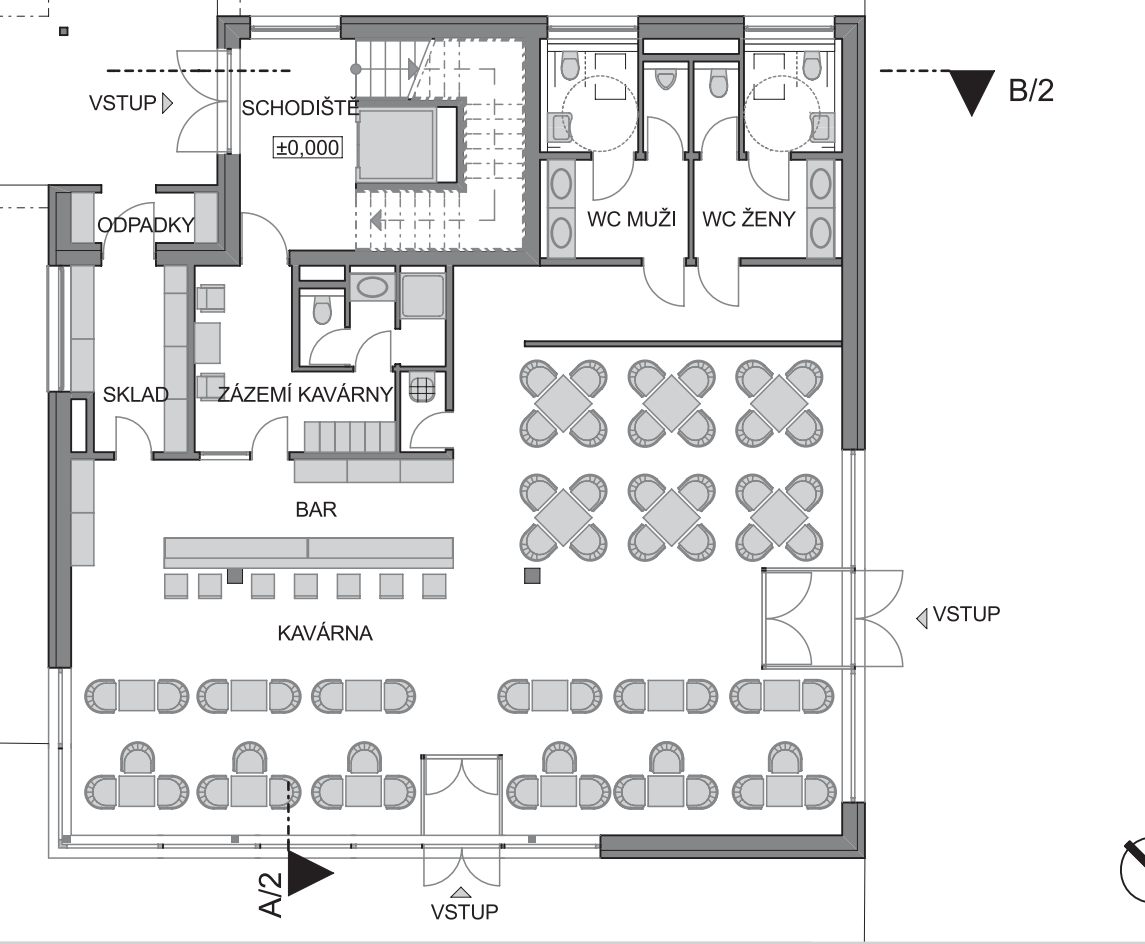 B/2
VSTUP
SCHODIŠTĚ
±0,000
ODPADKY
WC MUŽI
WC ŽENY
SKLAD
ZÁZEMÍ KAVÁRNY
BAR
VSTUP
KAVÁRNA
A/2
VSTUP